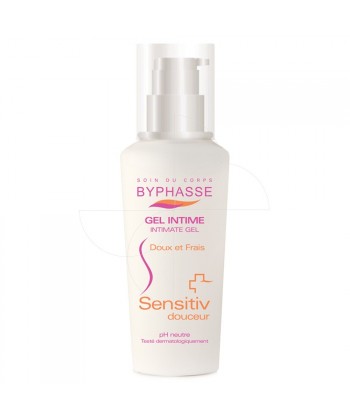 SOIN DU CORPS
BYPHASSE
GEL INTIME
INTIMATE GEL
Doux et Frais
Sensitiv
douceur
pH neutre
Testé dermatologiquement